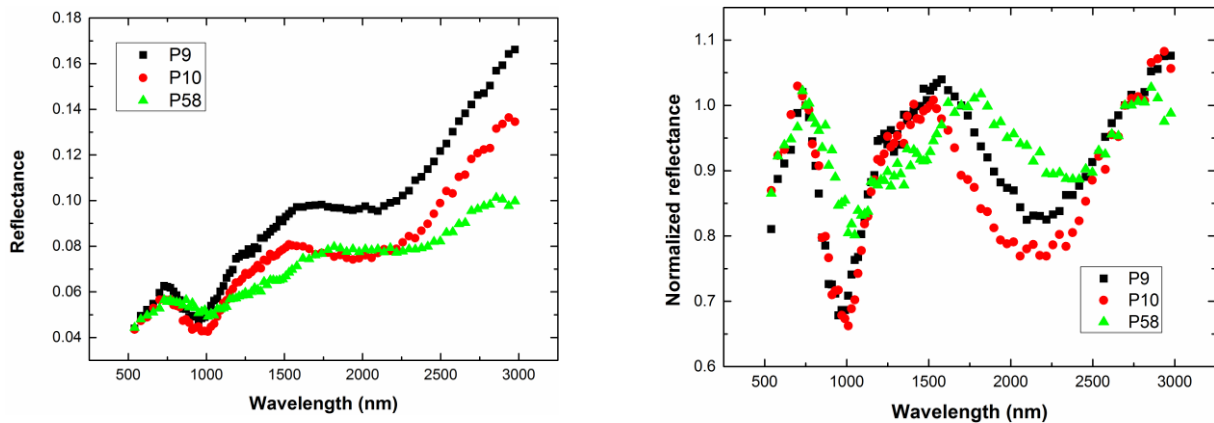 0.18
0.16
0.14
0.12
0.10
0.08
0.06
0.04
Reflectance
P9
P10
P58
500 1000 1500 2000 2500 3000
Wavelength (nm)
1.1
1.0
0.9
0.8
0.7
0.6
Normalized reflectance
P9
P10
P58
500 1000 1500 2000 2500 3000
Wavelength (nm)